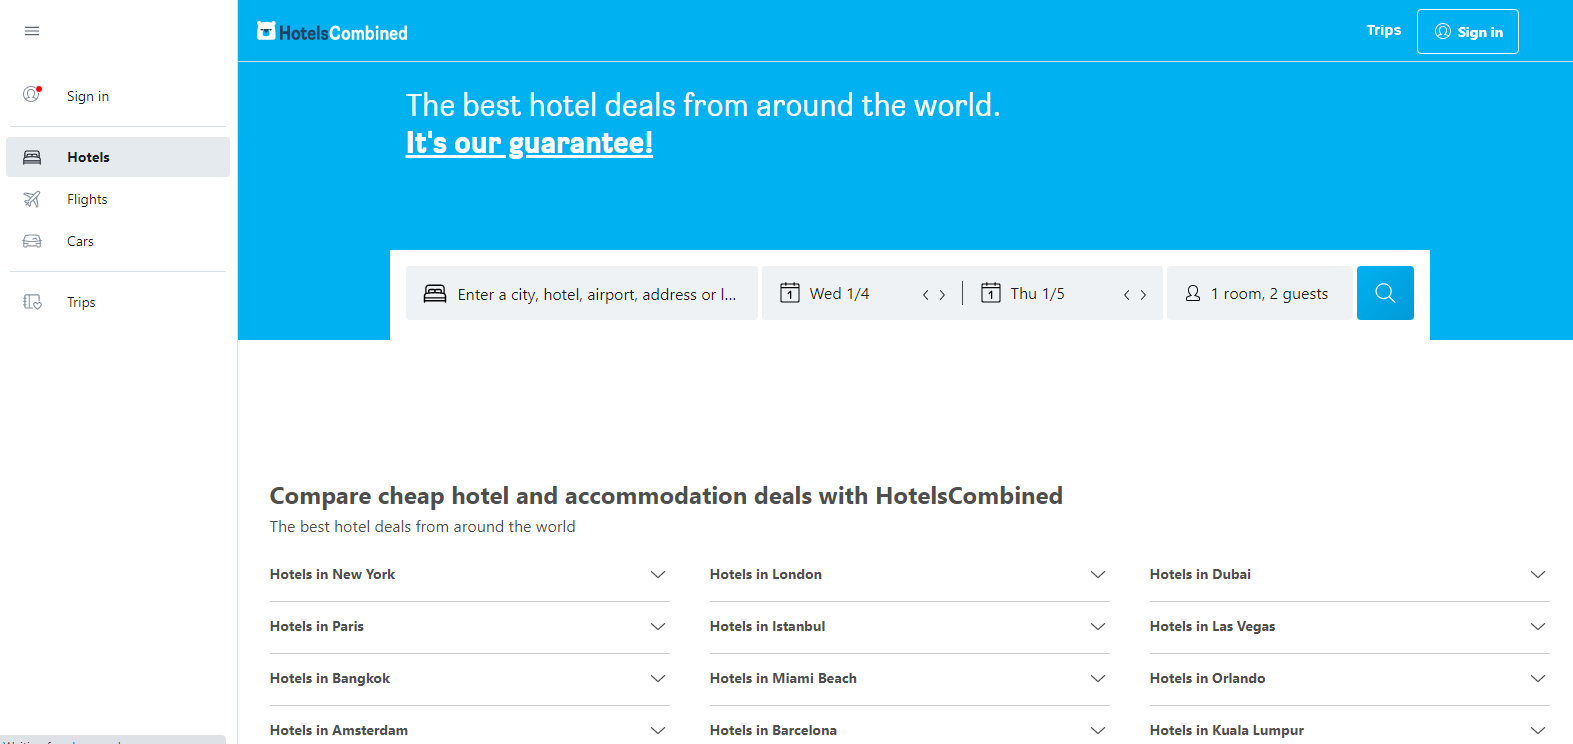 HotelsCombined
Trips
Sign in
Sign in
Hotels
Flights
Cars
Trips
The best hotel deals from around the world.
It's our guarantee!
Enter a city, hotel, airport, address or l...
1 Wed 1/4
1 Thu 1/5
1 room, 2 guests
Compare cheap hotel and accommodation deals with HotelsCombined
The best hotel deals from around the world
Hotels in New York
Hotels in London
Hotels in Dubai
Hotels in Paris
Hotels in Istanbul
Hotels in Las Vegas
Hotels in Bangkok
Hotels in Miami Beach
Hotels in Orlando
Hotels in Amsterdam
Hotels in Barcelona
Hotels in Kuala Lumpur